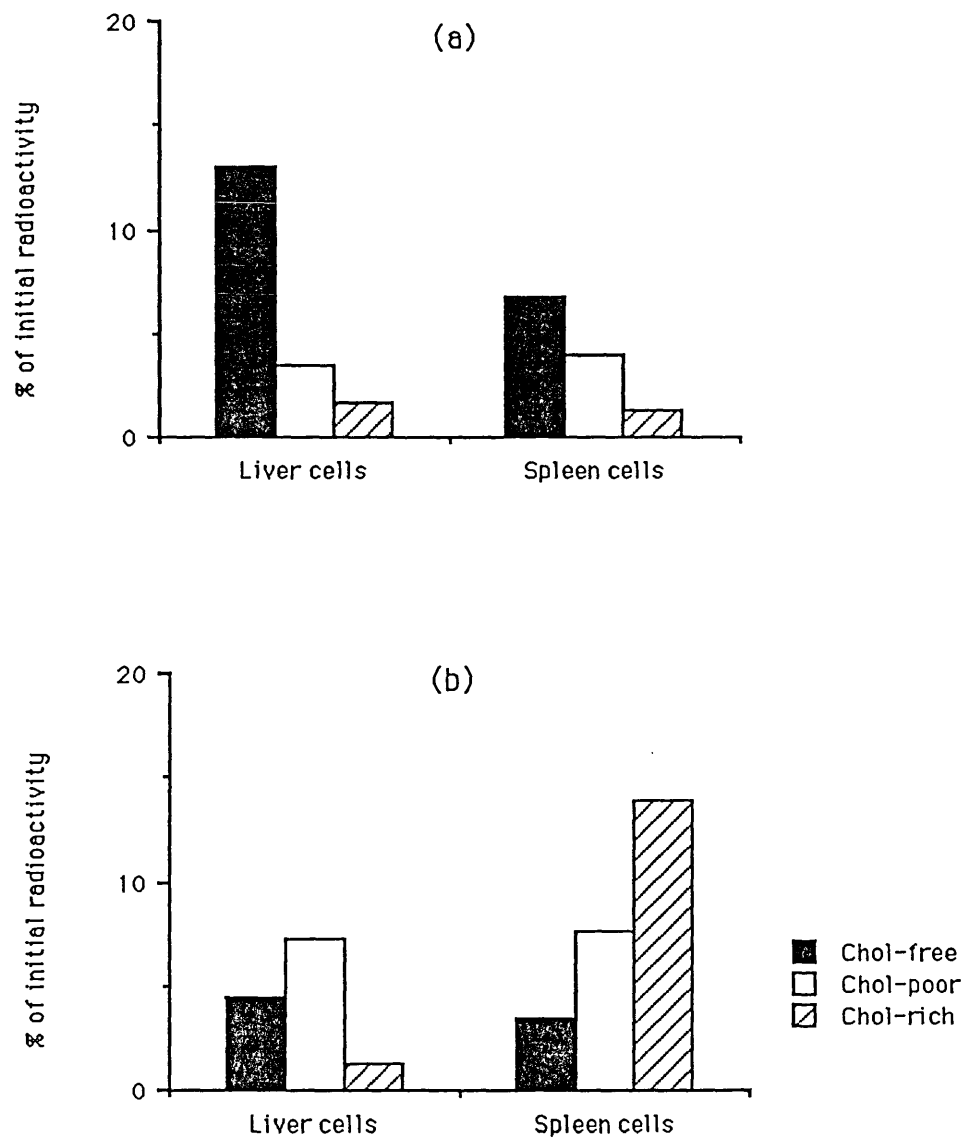 (a)
% of initial radioactivity
20
10
0
Liver cells Spleen cells
(b)
% of initial radioactivity
20
10
0
Liver cells Spleen cells
Chol-free
Chol-poor
Chol-rich